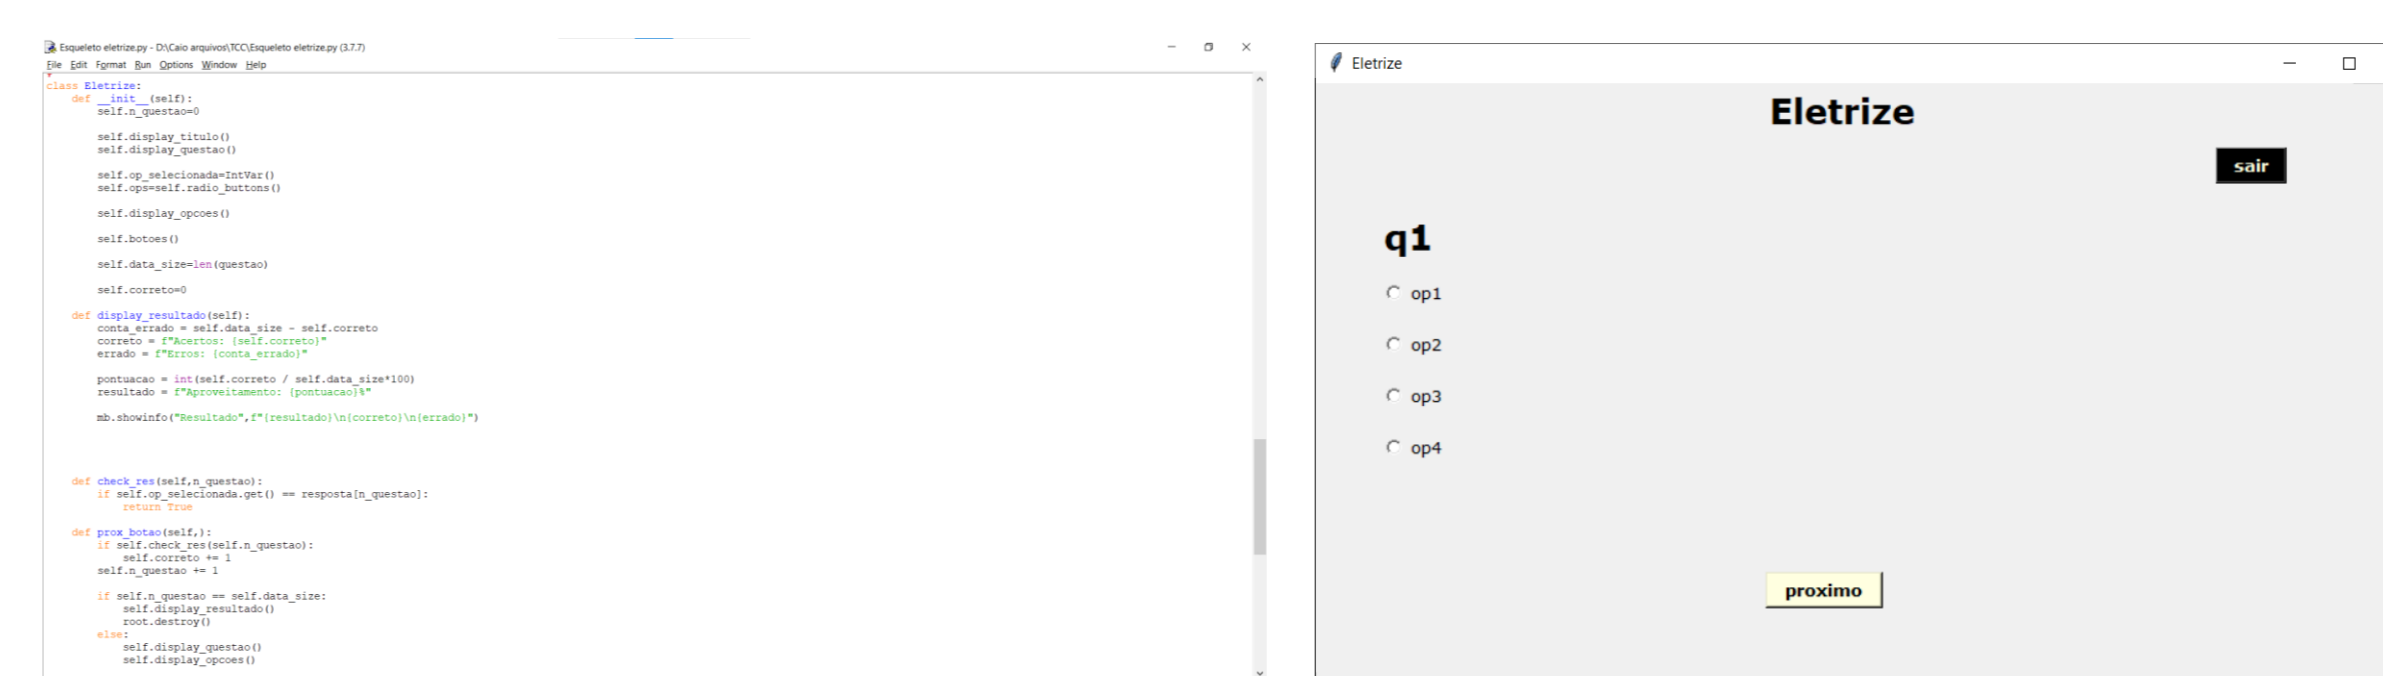 Esqueleto eletrize.py - D:\Caio arquivos\TCC\Esqueleto eletrize.py (3.7.7)
File Edit Format Run Options Window Help
class Eletrize:
    def __init__(self):
        self.n_questao=0
        self.display_titulo()
        self.display_questao()
        self.op_selecionada=IntVar()
        self.ops=self.radio_buttons()
        self.display_opcoes()
        self.botoes()
        self.data_size=len(questao)
        self.correto=0
    def display_resultado(self):
        conta_errado = self.data_size - self.correto
        correto = f"Acertos: {self.correto}"
        errado = f"Erros: {conta_errado}"
        pontuacao = int(self.correto / self.data_size*100)
        resultado = f"Aproveitamento: {pontuacao}%"
        mb.showinfo("Resultado",f"{resultado}\n{correto}\n{errado}")
    def check_res(self,n_questao):
        if self.op_selecionada.get() == resposta[n_questao]:
            return True
    def prox_botao(self,):
        if self.check_res(self.n_questao):
            self.correto += 1
        self.n_questao += 1
        if self.n_questao == self.data_size:
            self.display_resultado()
            root.destroy()
        else:
            self.display_questao()
            self.display_opcoes()
Eletrize
Eletrize
sair
q1
op1
op2
op3
op4
proximo